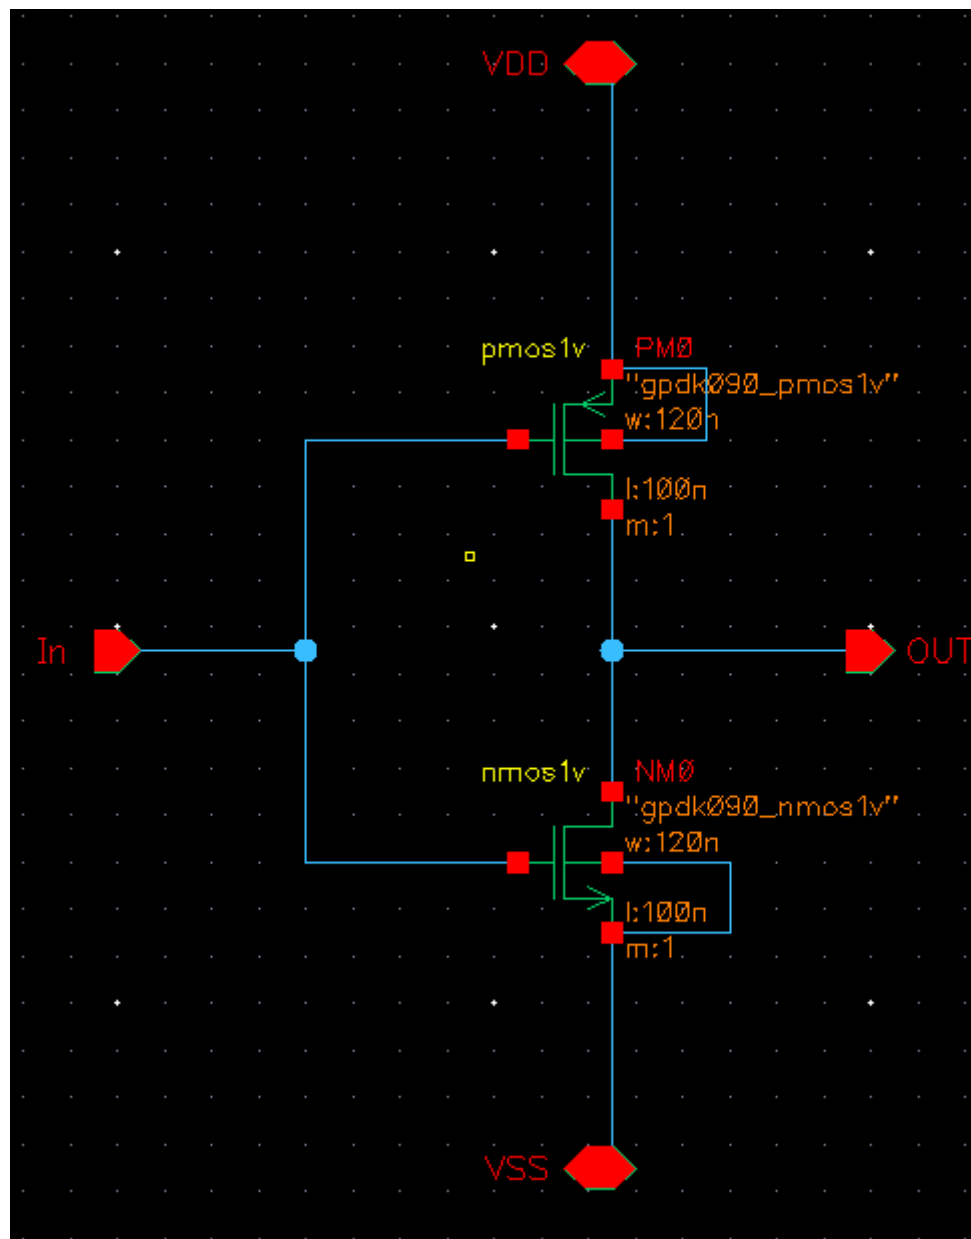 VDD
pmos1v PM0
"gpdk090_pmos1v"
w:120n
l:100n
m:1
In
OUT
nmos1v NM0
"gpdk090_nmos1v"
w:120n
l:100n
m:1
VSS